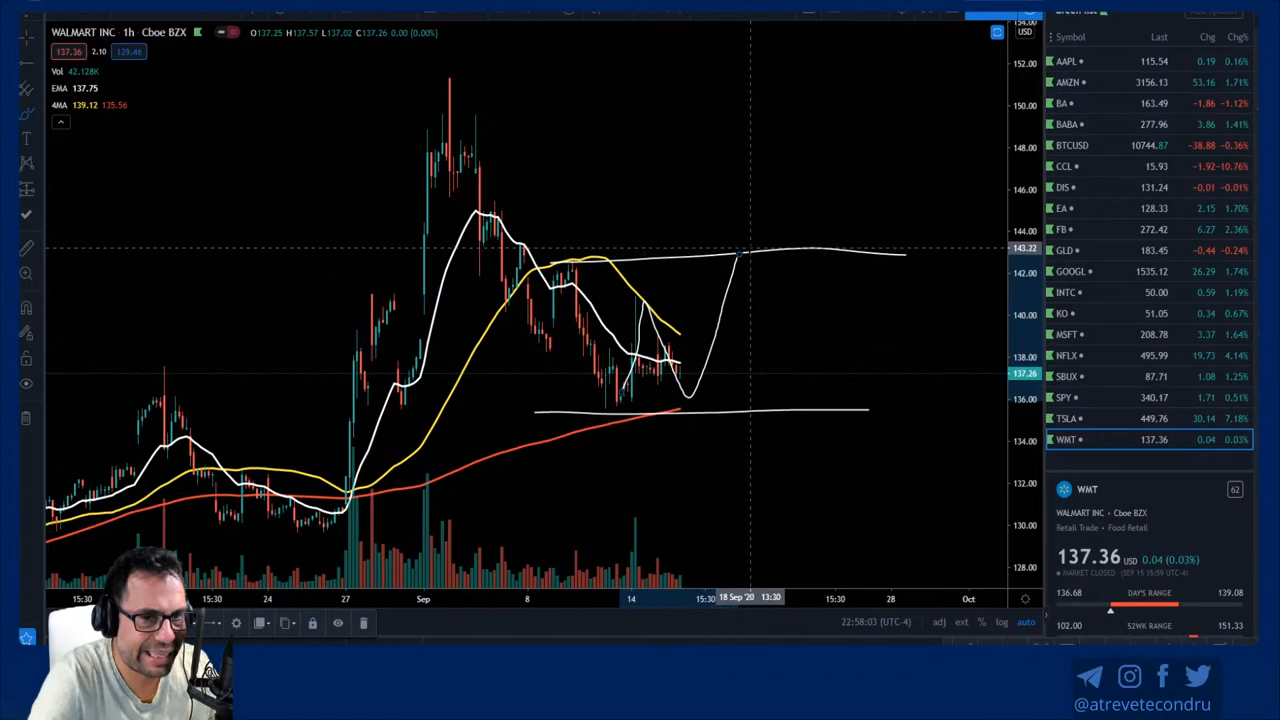 WALMART INC · 1h · Cboe BZX O137.25 H137.57 L137.02 C137.26 0.00 (0.00%)
137.36 2.10 139.46
Vol 42.128K
EMA 137.75
4MA 139.12 135.56
154.00
USD
152.00
150.00
148.00
146.00
144.00
143.22
142.00
140.00
138.00
137.26
136.00
134.00
132.00
130.00
128.00
15:30 15:30 24 27 Sep 8 14 15:30 18 Sep '20 13:30 15:30 28 Oct
22:58:03 (UTC-4) adj ext % log auto
Symbol Last Chg Chg%
AAPL 115.54 0.19 0.16%
AMZN 3156.13 53.16 1.71%
BA 163.49 −1.86 −1.12%
BABA 277.96 3.86 1.41%
BTCUSD 10744.87 −38.88 −0.36%
CCL 15.93 −1.92 −10.76%
DIS 131.24 −0.01 −0.01%
EA 128.33 2.15 1.70%
FB 272.42 6.27 2.36%
GLD 183.45 −0.44 −0.24%
GOOGL 1535.12 26.29 1.74%
INTC 50.00 0.59 1.19%
KO 51.05 0.34 0.67%
MSFT 208.78 3.37 1.64%
NFLX 495.99 19.73 4.14%
SBUX 87.71 1.08 1.25%
SPY 340.17 1.71 0.51%
TSLA 449.76 30.14 7.18%
WMT 137.36 0.04 0.03%
WMT 62
WALMART INC · Cboe BZX
Retail Trade · Food Retail
137.36 USD 0.04 (0.03%)
MARKET CLOSED (SEP 15 15:59 UTC-4)
136.68 DAY'S RANGE 139.08
102.00 52WK RANGE 151.33
@atrevetecondru